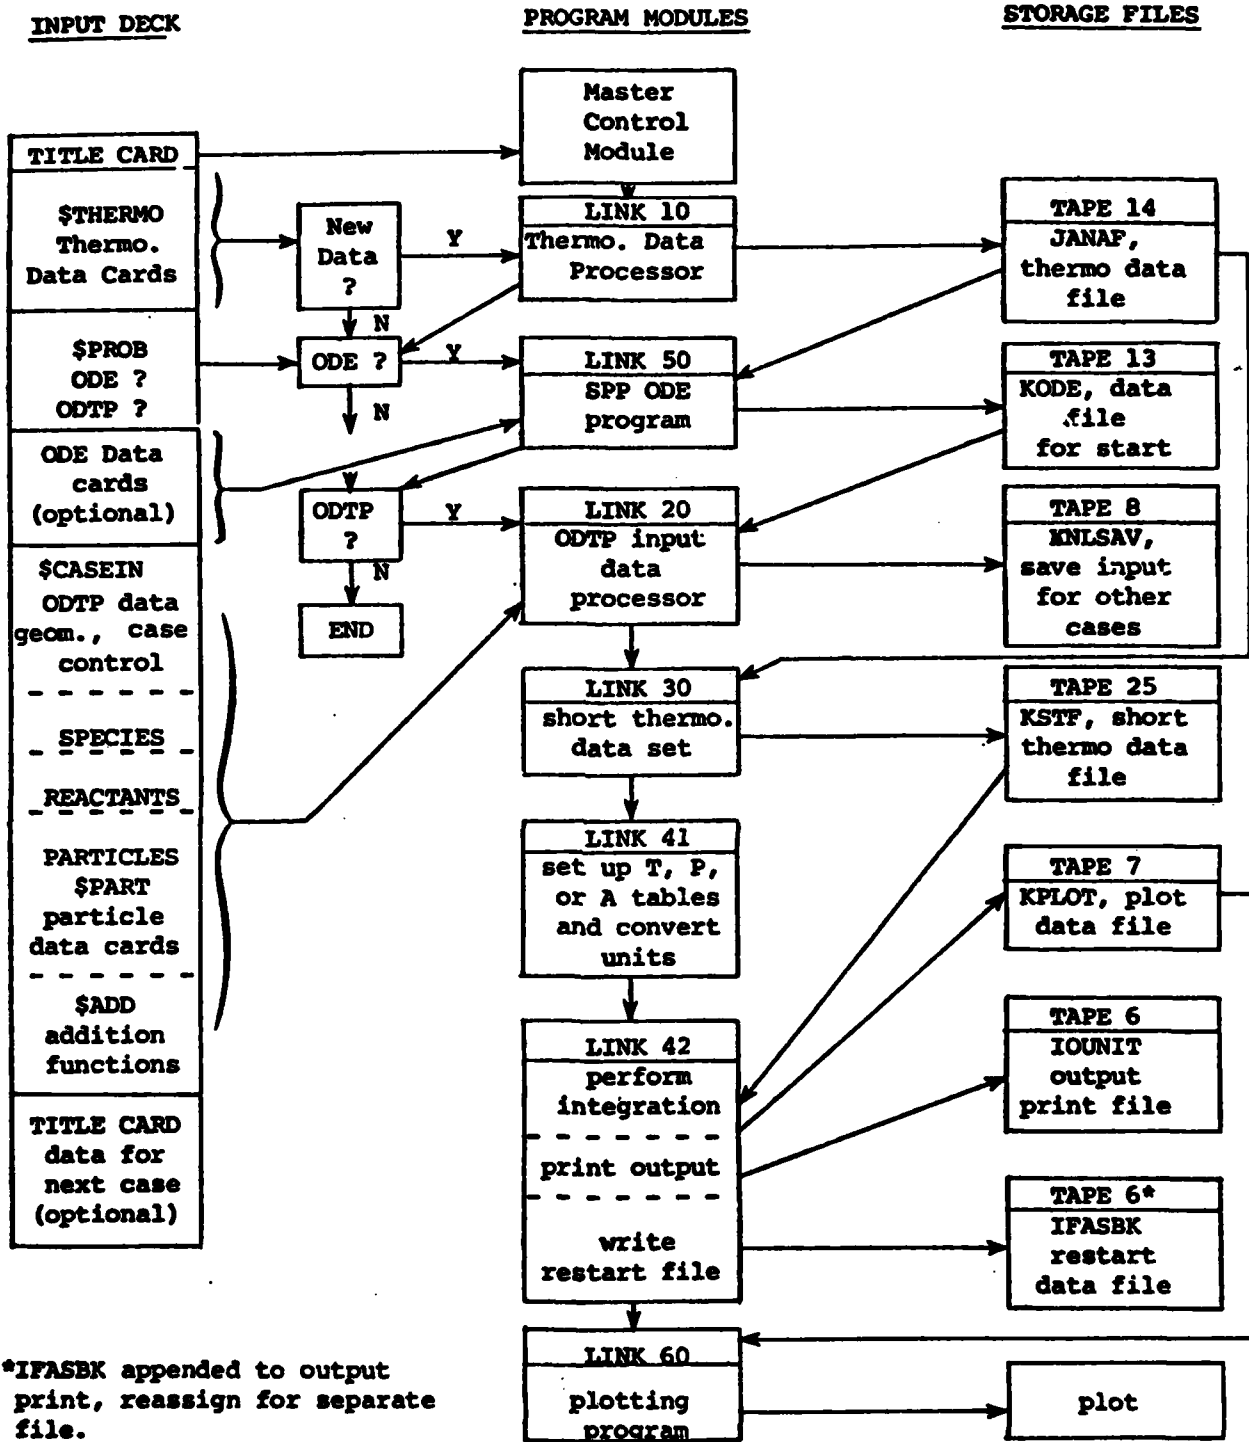 INPUT DECK
PROGRAM MODULES
STORAGE FILES
TITLE CARD
$THERMO
Thermo.
Data Cards
$PROB
ODE ?
ODTP ?
ODE Data
cards
(optional)
$CASEIN
ODTP data
geom., case
control
SPECIES
REACTANTS
PARTICLES
$PART
particle
data cards
$ADD
addition
functions
TITLE CARD
data for
next case
(optional)
New
Data
?
Y
N
ODE ?
Y
N
ODTP
?
Y
N
END
Master
Control
Module
LINK 10
Thermo. Data
Processor
LINK 50
SPP ODE
program
LINK 20
ODTP input
data
processor
LINK 30
short thermo.
data set
LINK 41
set up T, P,
or A tables
and convert
units
LINK 42
perform
integration
print output
write
restart file
LINK 60
plotting
program
TAPE 14
JANAF,
thermo data
file
TAPE 13
KODE, data
file
for start
TAPE 8
KNLSAV,
save input
for other
cases
TAPE 25
KSTF, short
thermo data
file
TAPE 7
KPLOT, plot
data file
TAPE 6
IOUNIT
output
print file
TAPE 6*
IFASBK
restart
data file
plot
*IFASBK appended to output
print, reassign for separate
file.